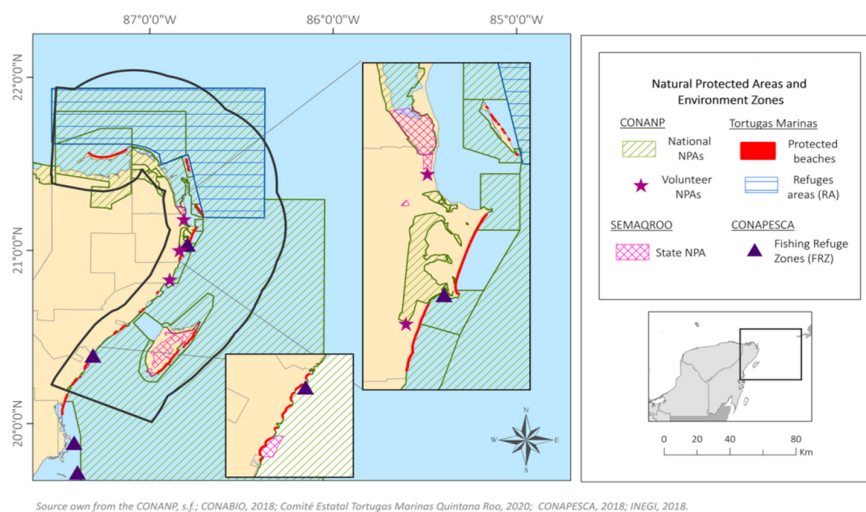 87°0'0"W
86°0'0"W
85°0'0"W
22°0'0"N
21°0'0"N
20°0'0"N
N
W
E
S
Natural Protected Areas and
Environment Zones
CONANP
Tortugas Marinas
National
NPAs
Protected
beaches
Volunteer
NPAs
Refuges
areas (RA)
SEMAQROO
CONAPESCA
State NPA
Fishing Refuge
Zones (FRZ)
0 20 40 80
Km
Source own from the CONANP, s.f.; CONABIO, 2018; Comité Estatal Tortugas Marinas Quintana Roo, 2020; CONAPESCA, 2018; INEGI, 2018.